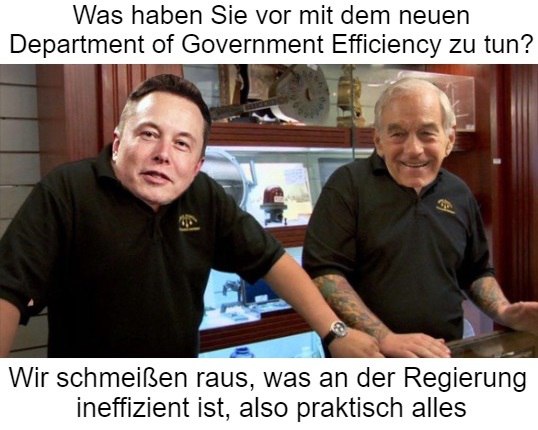 Was haben Sie vor mit dem neuen
Department of Government Efficiency zu tun?
Wir schmeißen raus, was an der Regierung
ineffizient ist, also praktisch alles